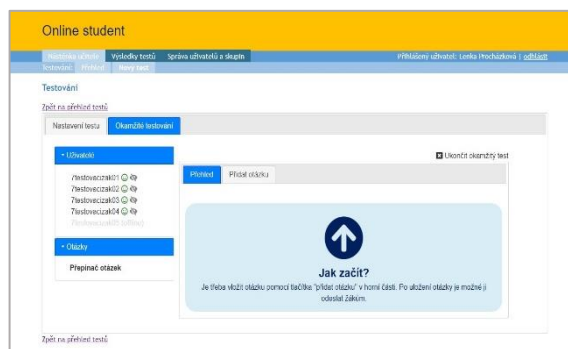 Online student
Nástěnka učitele Výsledky testů Správa uživatelů a skupin Přihlášený uživatel: Lenka Procházková | odhlásit
Testování: Přehled Nový test
Testování
Zpět na přehled testů
Nastavení testu Okamžité testování
Ukončit okamžitý test
Uživatelé
7testovacizak01
7testovacizak02
7testovacizak03
7testovacizak04
7testovacizak05 (offline)
Otázky
Přepínač otázek
Přehled Přidat otázku
Jak začít?
Je třeba vložit otázku pomocí tlačítka "přidat otázku" v horní části. Po uložení otázky je možné ji
odeslat žákům.
Zpět na přehled testů